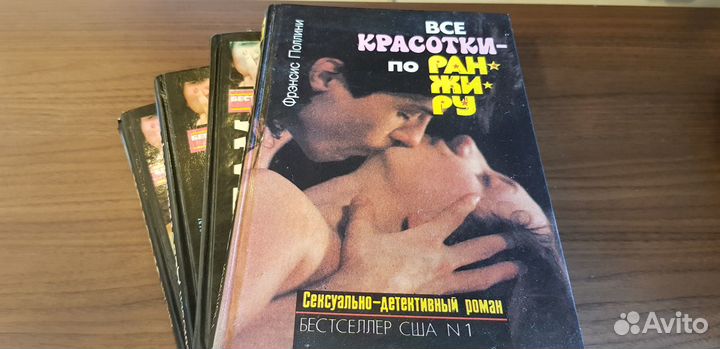 ВСЕ
КРАСОТКИ-
ПО РАН
ЖИ
РУ
Фрэнсис Поллини
Сексуально-детективный роман
БЕСТСЕЛЛЕР США N1
Avito